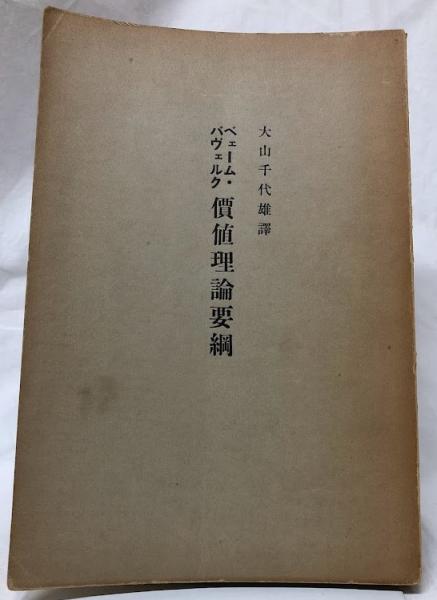 大山千代雄譯
ベェーム・
バヴェルク
價値理論要綱